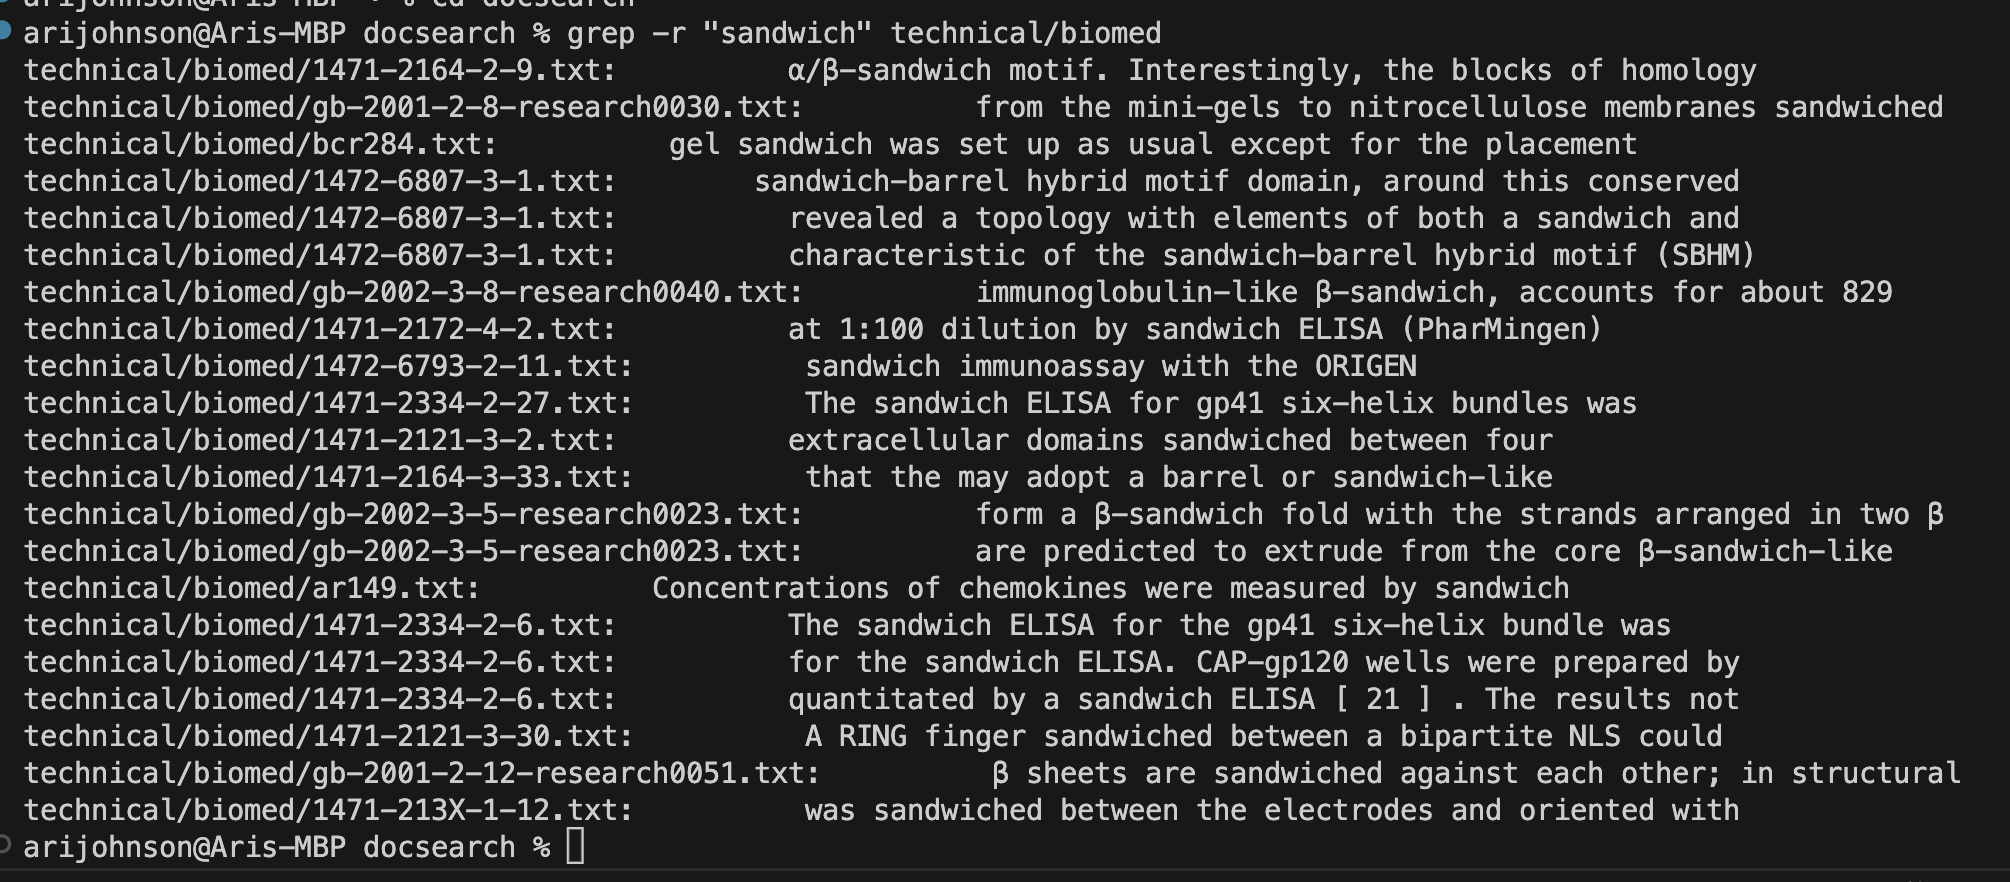 arijohnson@Aris-MBP ~ % cd docsearch
arijohnson@Aris-MBP docsearch % grep -r "sandwich" technical/biomed
technical/biomed/1471-2164-2-9.txt:          α/β-sandwich motif. Interestingly, the blocks of homology
technical/biomed/gb-2001-2-8-research0030.txt:          from the mini-gels to nitrocellulose membranes sandwiched
technical/biomed/bcr284.txt:          gel sandwich was set up as usual except for the placement
technical/biomed/1472-6807-3-1.txt:        sandwich-barrel hybrid motif domain, around this conserved
technical/biomed/1472-6807-3-1.txt:          revealed a topology with elements of both a sandwich and
technical/biomed/1472-6807-3-1.txt:          characteristic of the sandwich-barrel hybrid motif (SBHM)
technical/biomed/gb-2002-3-8-research0040.txt:          immunoglobulin-like β-sandwich, accounts for about 829
technical/biomed/1471-2172-4-2.txt:          at 1:100 dilution by sandwich ELISA (PharMingen)
technical/biomed/1472-6793-2-11.txt:          sandwich immunoassay with the ORIGEN
technical/biomed/1471-2334-2-27.txt:          The sandwich ELISA for gp41 six-helix bundles was
technical/biomed/1471-2121-3-2.txt:          extracellular domains sandwiched between four
technical/biomed/1471-2164-3-33.txt:          that the may adopt a barrel or sandwich-like
technical/biomed/gb-2002-3-5-research0023.txt:          form a β-sandwich fold with the strands arranged in two β
technical/biomed/gb-2002-3-5-research0023.txt:          are predicted to extrude from the core β-sandwich-like
technical/biomed/ar149.txt:          Concentrations of chemokines were measured by sandwich
technical/biomed/1471-2334-2-6.txt:          The sandwich ELISA for the gp41 six-helix bundle was
technical/biomed/1471-2334-2-6.txt:          for the sandwich ELISA. CAP-gp120 wells were prepared by
technical/biomed/1471-2334-2-6.txt:          quantitated by a sandwich ELISA [ 21 ] . The results not
technical/biomed/1471-2121-3-30.txt:          A RING finger sandwiched between a bipartite NLS could
technical/biomed/gb-2001-2-12-research0051.txt:          β sheets are sandwiched against each other; in structural
technical/biomed/1471-213X-1-12.txt:          was sandwiched between the electrodes and oriented with
arijohnson@Aris-MBP docsearch %